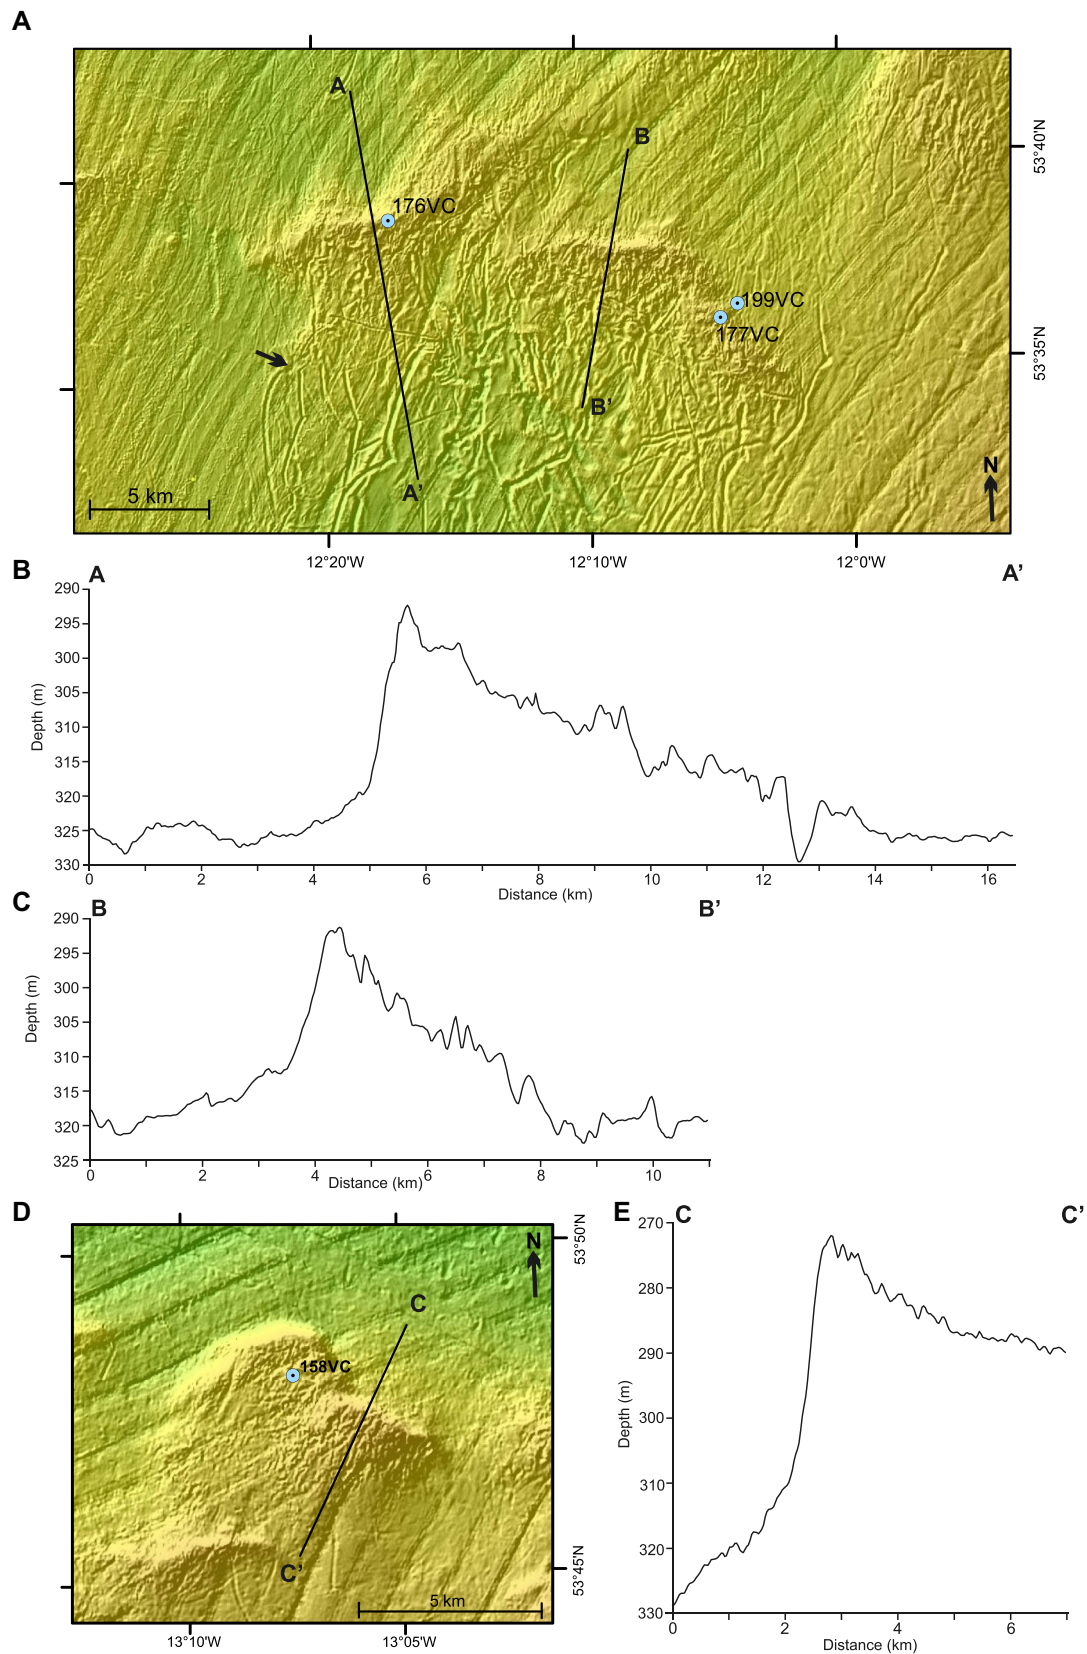 A
A
B
176VC
199VC
177VC
B'
A'
5 km
N
53°40'N
53°35'N
12°20'W 12°10'W 12°0'W
B A A'
290
295
300
305
310
315
320
325
330
Depth (m)
0 2 4 6 8 10 12 14 16
Distance (km)
C B B'
290
295
300
305
310
315
320
325
Depth (m)
0 2 4 6 8 10
Distance (km)
D
N
C
158VC
C'
5 km
53°50'N
53°45'N
13°10'W 13°05'W
E C C'
270
280
290
300
310
320
330
Depth (m)
0 2 4 6
Distance (km)